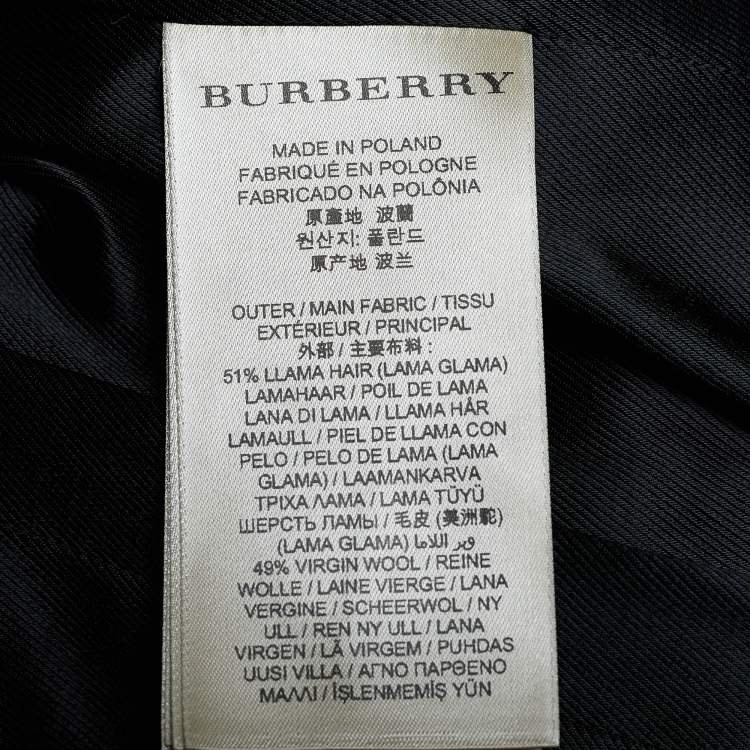 BURBERRY
MADE IN POLAND
FABRIQUÉ EN POLOGNE
FABRICADO NA POLÔNIA
原產地 波蘭
원산지: 폴란드
原产地 波兰
OUTER / MAIN FABRIC / TISSU
EXTÉRIEUR / PRINCIPAL
外部 / 主要布料 :
51% LLAMA HAIR (LAMA GLAMA)
LAMAHAAR / POIL DE LAMA
LANA DI LAMA / LLAMA HÅR
LAMAULL / PIEL DE LLAMA CON
PELO / PELO DE LAMA (LAMA
GLAMA) / LAAMANKARVA
ΤΡΙΧΑ ΛΑΜΑ / LAMA TÜYÜ
ШЕРСТЬ ЛАМЫ / 毛皮 (美洲駝)
(LAMA GLAMA) وبر اللاما
49% VIRGIN WOOL / REINE
WOLLE / LAINE VIERGE / LANA
VERGINE / SCHEERWOL / NY
ULL / REN NY ULL / LANA
VIRGEN / LÃ VIRGEM / PUHDAS
UUSI VILLA / ΑΓΝΟ ΠΑΡΘΕΝΟ
ΜΑΛΛΙ / İŞLENMEMİŞ YÜN